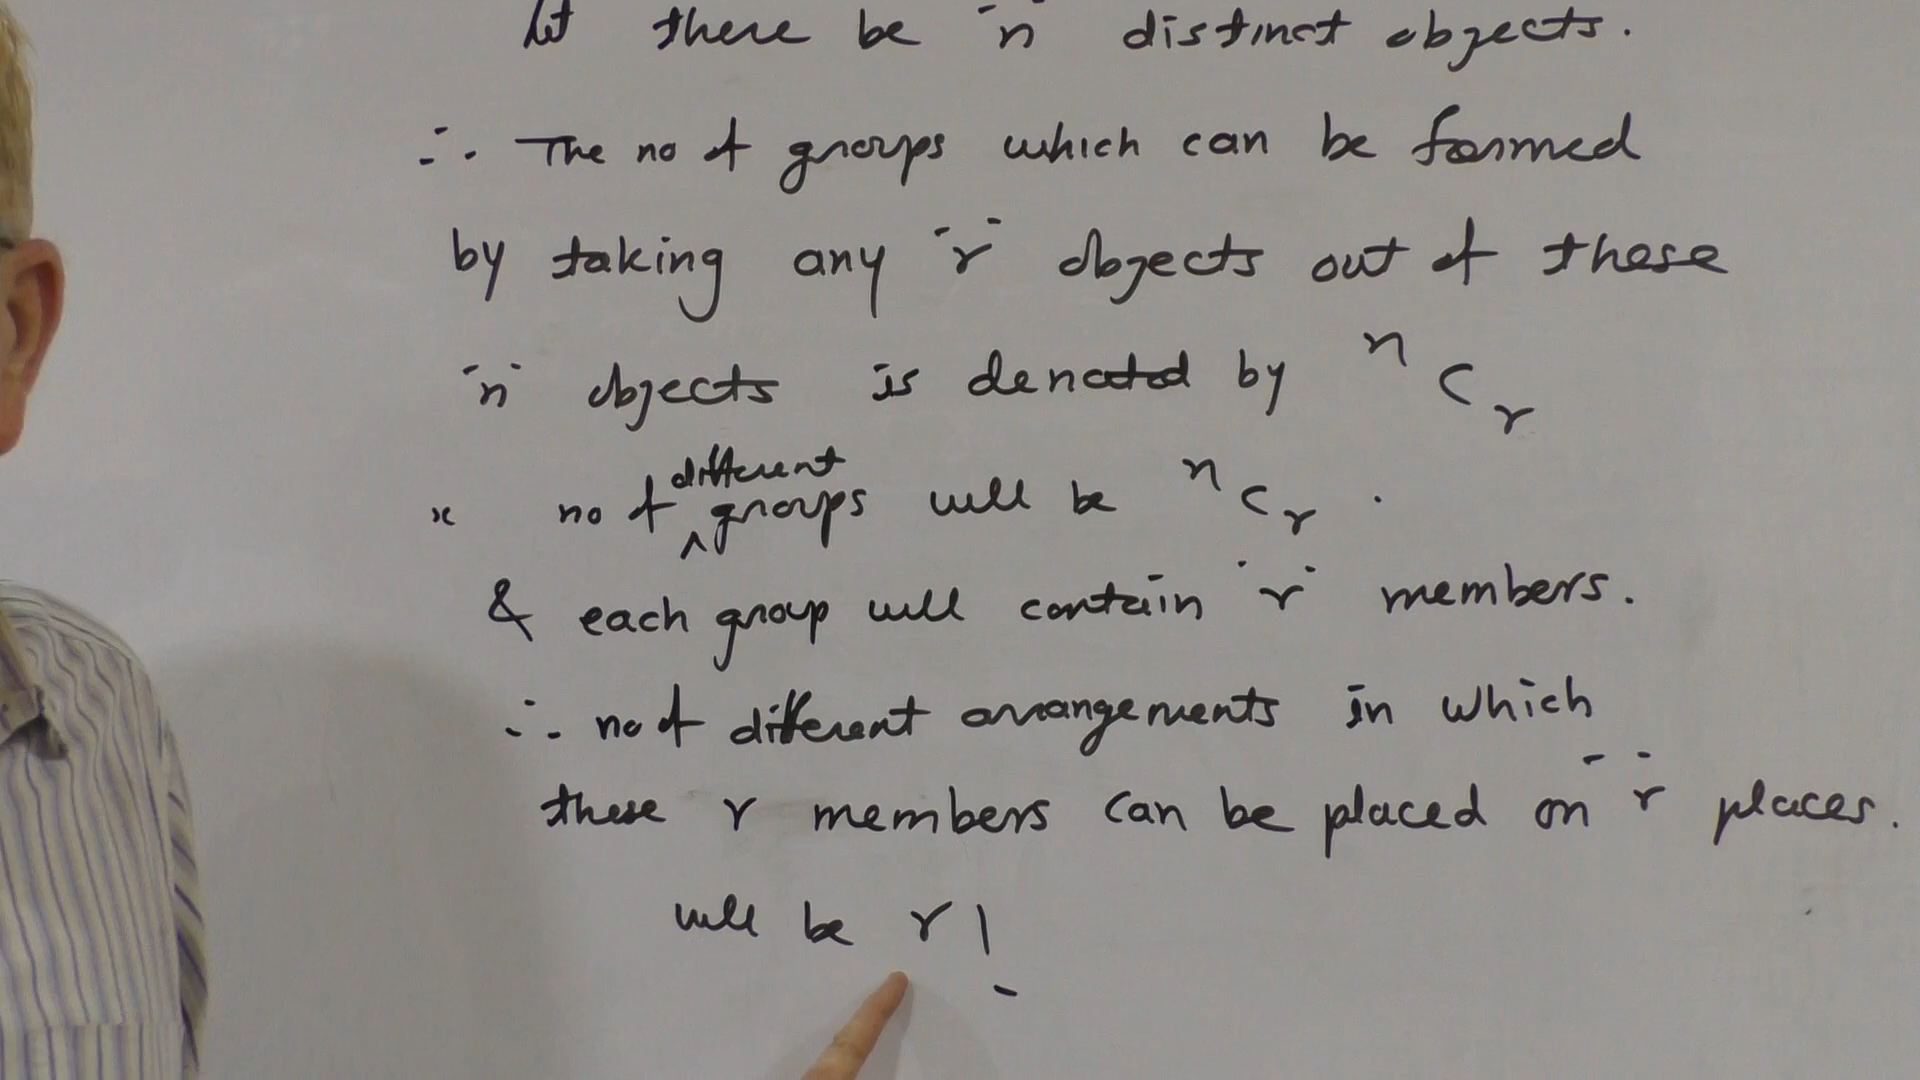 Let there be "n" distinct objects.
∴ The no of groups which can be formed
by taking any "r" objects out of these
"n" objects is denoted by ⁿCᵣ
no of different groups will be ⁿCᵣ .
& each group will contain "r" members.
∴ no of different arrangements in which
these r members can be placed on "r" places.
will be r!